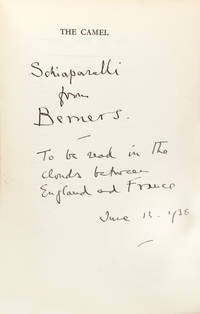 THE CAMEL
Schiaparelli
from
Berners.
To be read in the
clouds between
England and France
June 13 - 1936